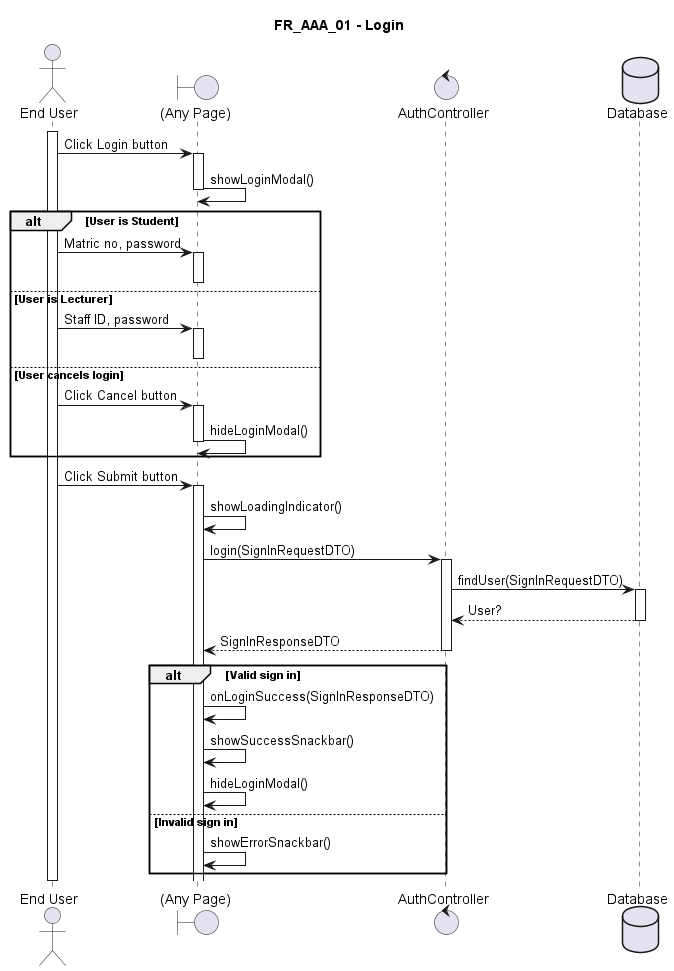 FR_AAA_01 - Login
End User
(Any Page)
AuthController
Database
Click Login button
showLoginModal()
alt
[User is Student]
Matric no, password
[User is Lecturer]
Staff ID, password
[User cancels login]
Click Cancel button
hideLoginModal()
Click Submit button
showLoadingIndicator()
login(SignInRequestDTO)
findUser(SignInRequestDTO)
User?
SignInResponseDTO
alt
[Valid sign in]
onLoginSuccess(SignInResponseDTO)
showSuccessSnackbar()
hideLoginModal()
[Invalid sign in]
showErrorSnackbar()
End User
(Any Page)
AuthController
Database